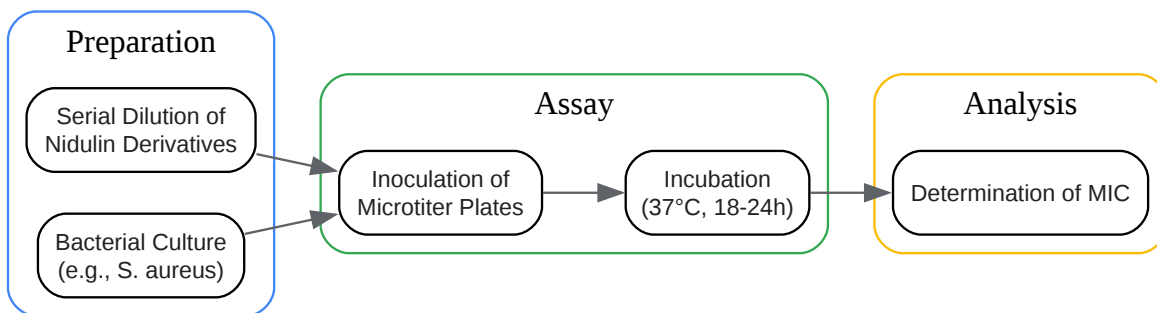 Preparation
Serial Dilution of
Nidulin Derivatives
Bacterial Culture
(e.g., S. aureus)
Assay
Inoculation of
Microtiter Plates
Incubation
(37°C, 18-24h)
Analysis
Determination of MIC